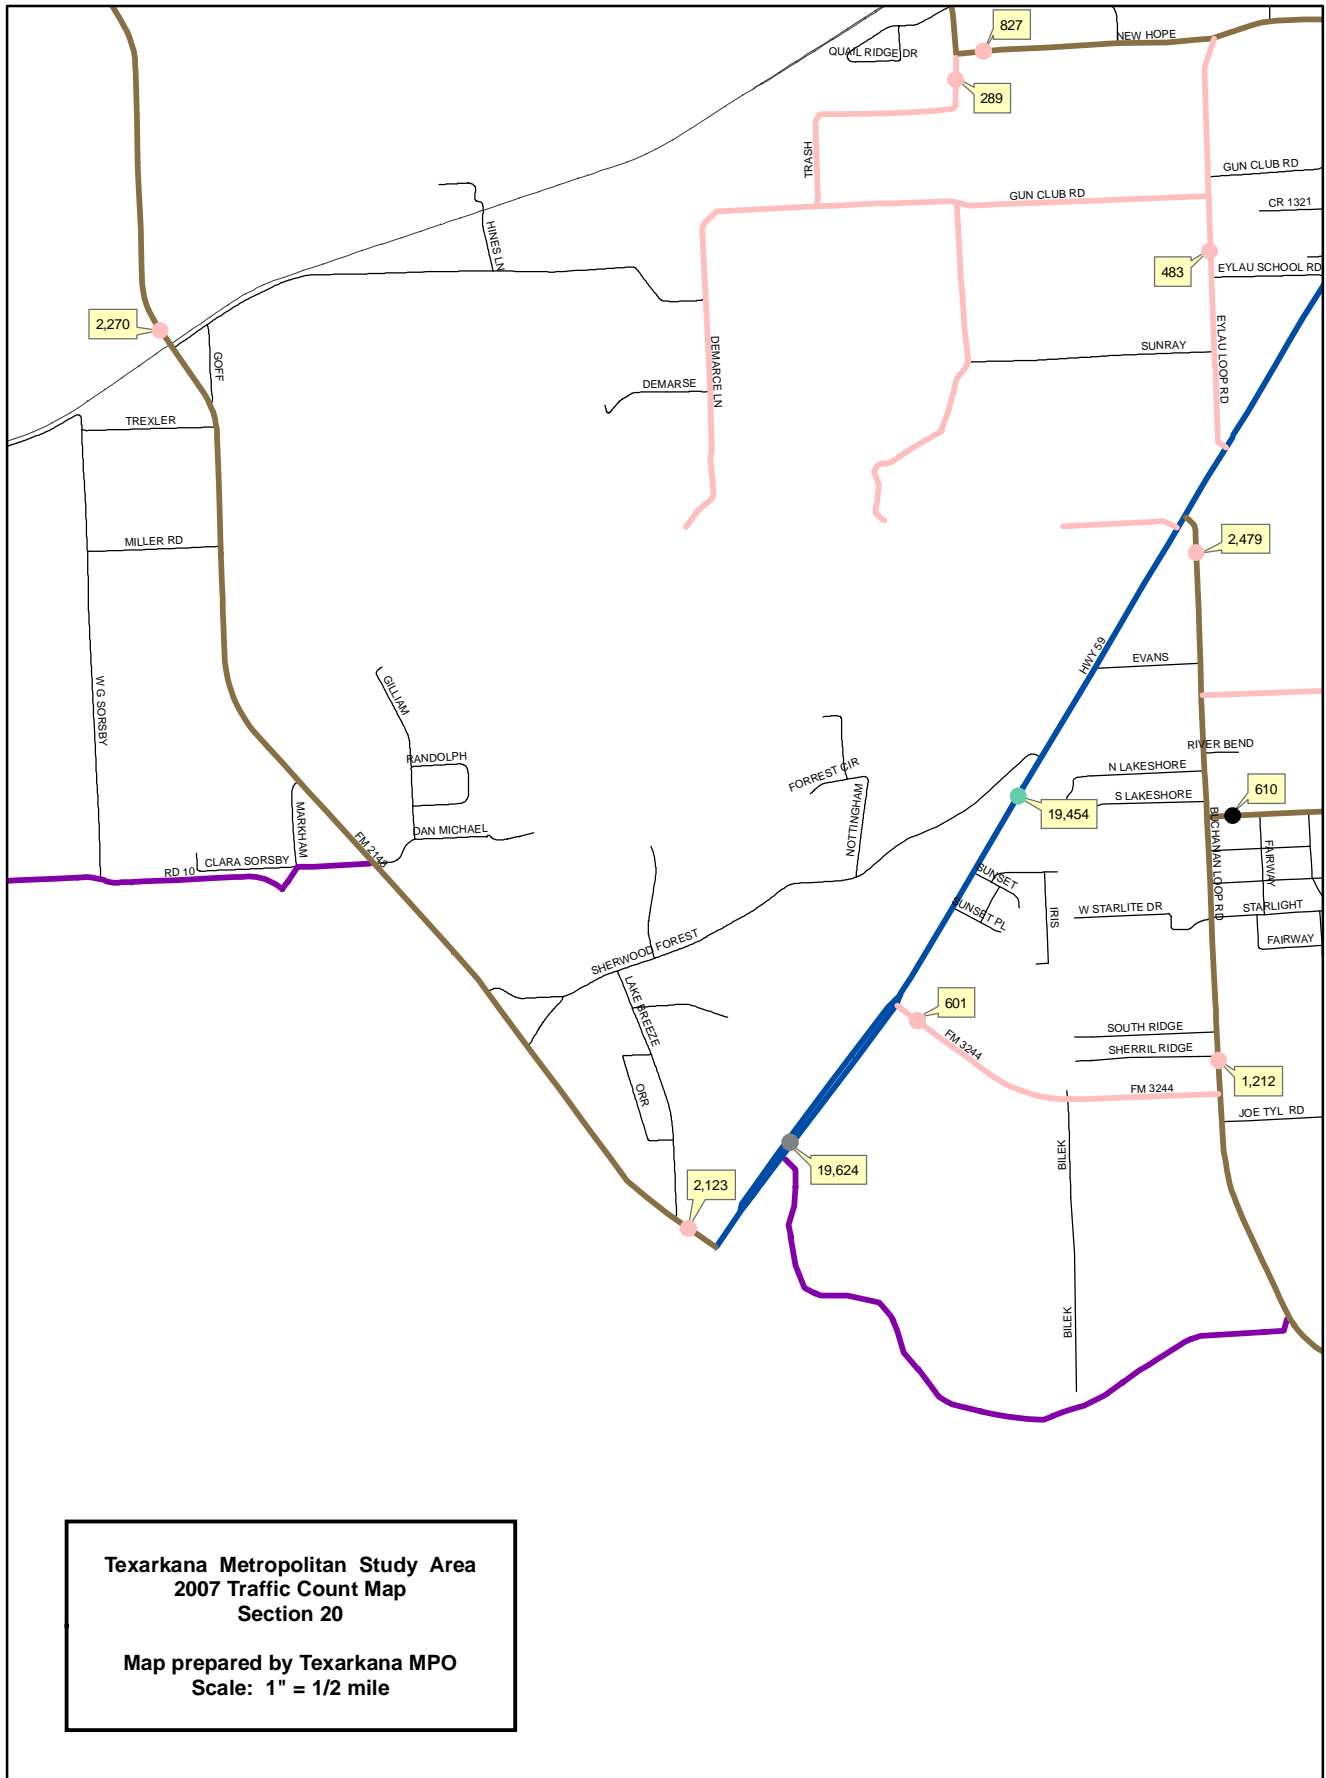 827
NEW HOPE
QUAIL RIDGE DR
289
TRASH
GUN CLUB RD
GUN CLUB RD
CR 1321
HINES LN
483
EYLAU SCHOOL RD
2,270
GOFF
DEMARCE LN
SUNRAY
EYLAU LOOP RD
DEMARSE
TREXLER
MILLER RD
2,479
HWY 59
EVANS
W G SORSBY
GILLIAM
RANDOLPH
FORREST CIR
NOTTINGHAM
RIVER BEND
N LAKESHORE
S LAKESHORE
610
19,454
MARKHAM
FM 2148
DAN MICHAEL
BUCHANAN LOOP RD
FAIRWAY
CLARA SORSBY
RD 10
SUNSET
SUNSET PL
IRIS
W STARLITE DR
STARLIGHT
FAIRWAY
SHERWOOD FOREST
LAKE BREEZE
601
FM 3244
SOUTH RIDGE
SHERRIL RIDGE
1,212
ORR
FM 3244
JOE TYL RD
BILEK
19,624
2,123
BILEK
Texarkana Metropolitan Study Area
2007 Traffic Count Map
Section 20
Map prepared by Texarkana MPO
Scale: 1" = 1/2 mile